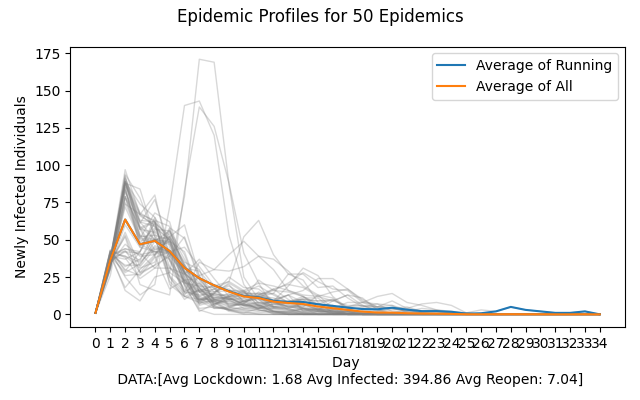 Epidemic Profiles for 50 Epidemics
175
150
125
100
75
50
25
0
Newly Infected Individuals
Average of Running
Average of All
0 1 2 3 4 5 6 7 8 9 10 11 12 13 14 15 16 17 18 19 20 21 22 23 24 25 26 27 28 29 30 31 32 33 34
Day
DATA:[Avg Lockdown: 1.68 Avg Infected: 394.86 Avg Reopen: 7.04]